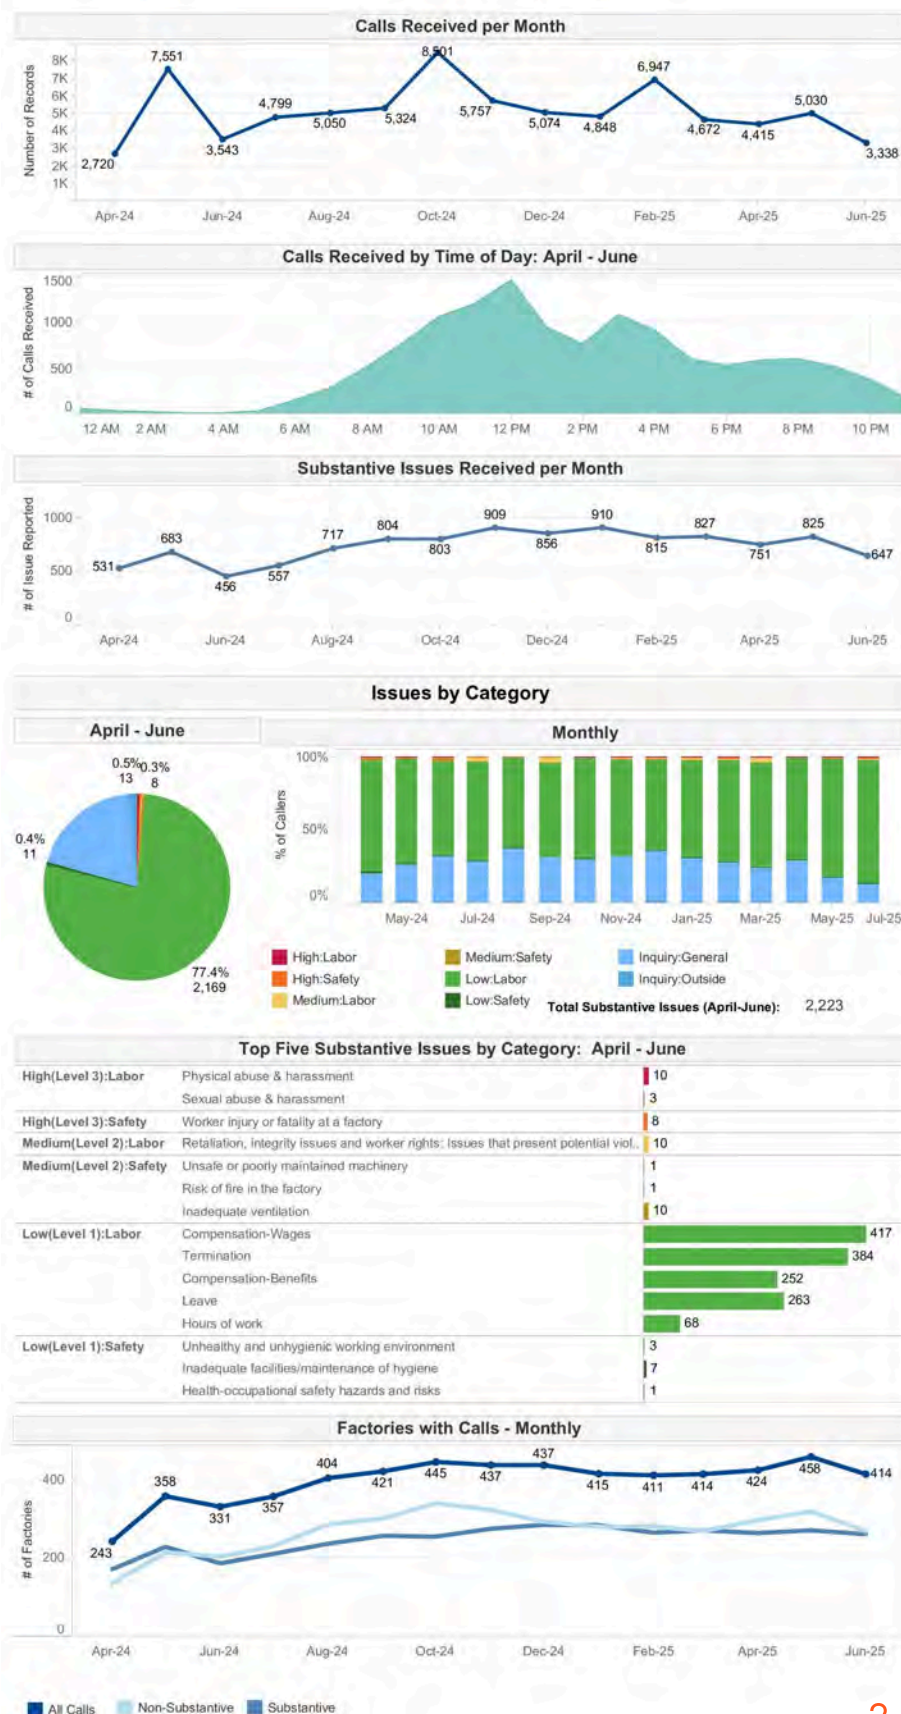 Calls Received per Month
Number of Records
8K
7K
6K
5K
4K
3K
2K
1K
2,720
7,551
3,543
4,799
5,050
5,324
5,757
5,074
4,848
6,947
4,672
4,415
5,030
3,338
Apr-24 Jun-24 Aug-24 Oct-24 Dec-24 Feb-25 Apr-25 Jun-25
Calls Received by Time of Day: April - June
# of Calls Received
1500
1000
500
0
12 AM 2 AM 4 AM 6 AM 8 AM 10 AM 12 PM 2 PM 4 PM 6 PM 8 PM 10 PM
Substantive Issues Received per Month
# of Issue Reported
1000
500
0
531 683 456 557 717 804 803 909 856 910 815 827 751 825 647
Apr-24 Jun-24 Aug-24 Oct-24 Dec-24 Feb-25 Apr-25 Jun-25
Issues by Category
April - June
0.5%
13
0.3%
8
0.4%
11
77.4%
2,169
Monthly
% of Callers
100%
50%
0%
May-24 Jul-24 Sep-24 Nov-24 Jan-25 Mar-25 May-25 Jul-25
High:Labor Medium:Safety Inquiry:General
High:Safety Low:Labor Inquiry:Outside
Medium:Labor Low:Safety
Total Substantive Issues (April-June): 2,223
Top Five Substantive Issues by Category: April - June
High(Level 3):Labor Physical abuse & harassment 10
Sexual abuse & harassment 3
High(Level 3):Safety Worker injury or fatality at a factory 8
Medium(Level 2):Labor Retaliation, integrity issues and worker rights: Issues that present potential viol.. 10
Medium(Level 2):Safety Unsafe or poorly maintained machinery 1
Risk of fire in the factory 1
Inadequate ventilation 10
Low(Level 1):Labor Compensation-Wages 417
Termination 384
Compensation-Benefits 252
Leave 263
Hours of work 68
Low(Level 1):Safety Unhealthy and unhygienic working environment 3
Inadequate facilities/maintenance of hygiene 7
Health-occupational safety hazards and risks 1
Factories with Calls - Monthly
# of Factories
400
200
0
243 358 331 357 404 421 445 437 437 415 411 414 424 458 414
Apr-24 Jun-24 Aug-24 Oct-24 Dec-24 Feb-25 Apr-25 Jun-25
All Calls Non-Substantive Substantive